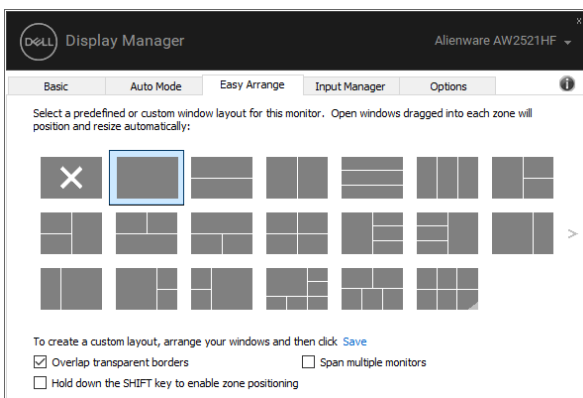 DELL Display Manager Alienware AW2521HF
Basic Auto Mode Easy Arrange Input Manager Options
Select a predefined or custom window layout for this monitor. Open windows dragged into each zone will
position and resize automatically:
To create a custom layout, arrange your windows and then click Save
Overlap transparent borders Span multiple monitors
Hold down the SHIFT key to enable zone positioning